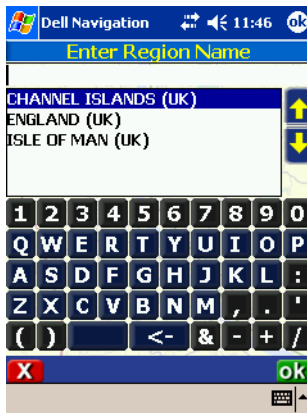 Dell Navigation 11:46 ok
Enter Region Name
CHANNEL ISLANDS (UK)
ENGLAND (UK)
ISLE OF MAN (UK)
1 2 3 4 5 6 7 8 9 0
Q W E R T Y U I O P
A S D F G H J K L :
Z X C V B N M , . "
( ) <- & - + /
X ok